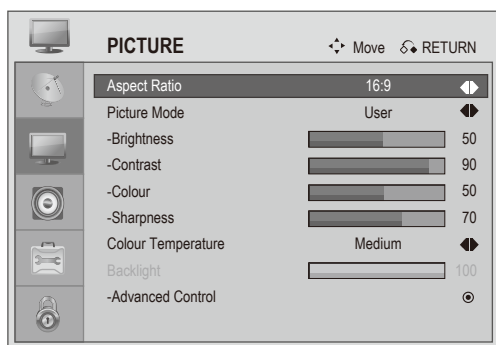 PICTURE Move RETURN
Aspect Ratio 16:9
Picture Mode User
-Brightness 50
-Contrast 90
-Colour 50
-Sharpness 70
Colour Temperature Medium
Backlight 100
-Advanced Control